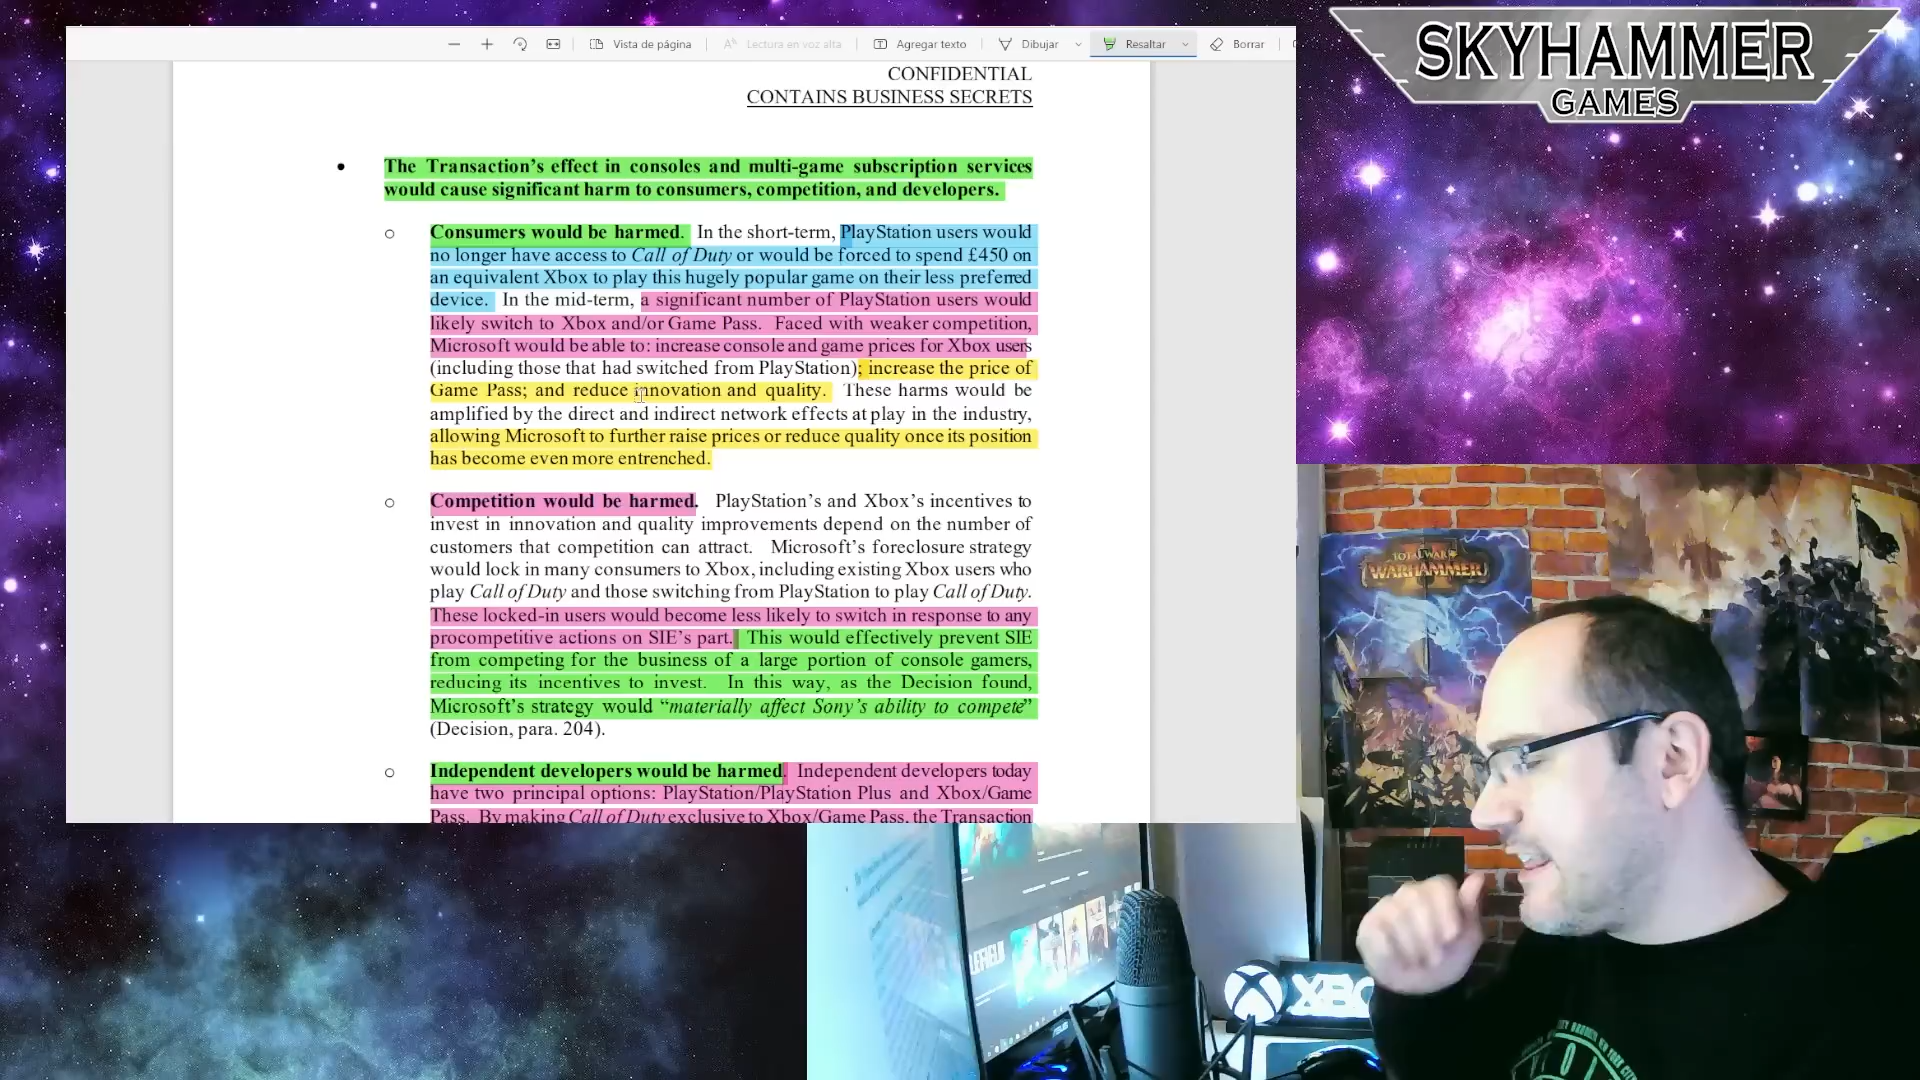 Vista de página
Lectura en voz alta
Agregar texto
Dibujar
Resaltar
Borrar
SKYHAMMER
GAMES
CONFIDENTIAL
CONTAINS BUSINESS SECRETS
• The Transaction's effect in consoles and multi-game subscription services
would cause significant harm to consumers, competition, and developers.
o Consumers would be harmed. In the short-term, PlayStation users would
no longer have access to Call of Duty or would be forced to spend £450 on
an equivalent Xbox to play this hugely popular game on their less preferred
device. In the mid-term, a significant number of PlayStation users would
likely switch to Xbox and/or Game Pass. Faced with weaker competition,
Microsoft would be able to: increase console and game prices for Xbox users
(including those that had switched from PlayStation); increase the price of
Game Pass; and reduce innovation and quality. These harms would be
amplified by the direct and indirect network effects at play in the industry,
allowing Microsoft to further raise prices or reduce quality once its position
has become even more entrenched.
o Competition would be harmed. PlayStation's and Xbox's incentives to
invest in innovation and quality improvements depend on the number of
customers that competition can attract. Microsoft's foreclosure strategy
would lock in many consumers to Xbox, including existing Xbox users who
play Call of Duty and those switching from PlayStation to play Call of Duty.
These locked-in users would become less likely to switch in response to any
procompetitive actions on SIE's part. This would effectively prevent SIE
from competing for the business of a large portion of console gamers,
reducing its incentives to invest. In this way, as the Decision found,
Microsoft's strategy would “materially affect Sony's ability to compete”
(Decision, para. 204).
o Independent developers would be harmed. Independent developers today
have two principal options: PlayStation/PlayStation Plus and Xbox/Game
Pass. By making Call of Duty exclusive to Xbox/Game Pass, the Transaction
TOTAL WAR
WARHAMMER
XBO